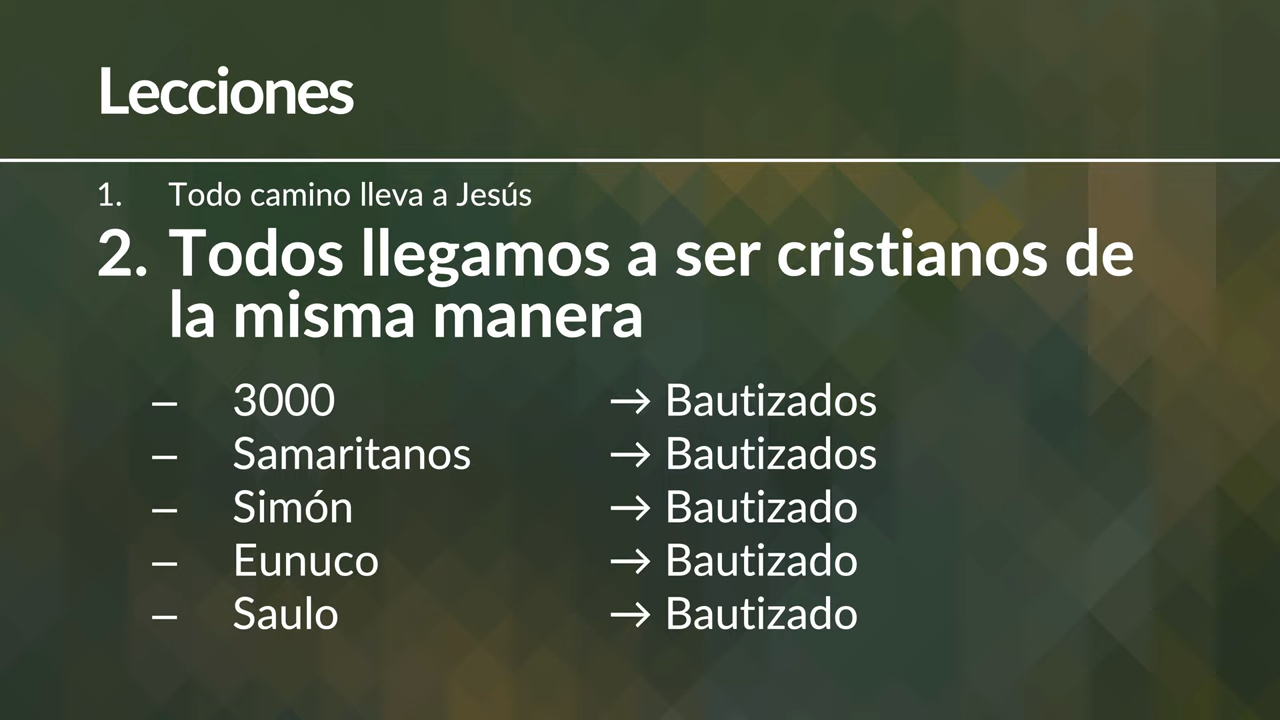 Lecciones
1. Todo camino lleva a Jesús
2. Todos llegamos a ser cristianos de
la misma manera
– 3000 → Bautizados
– Samaritanos → Bautizados
– Simón → Bautizado
– Eunuco → Bautizado
– Saulo → Bautizado